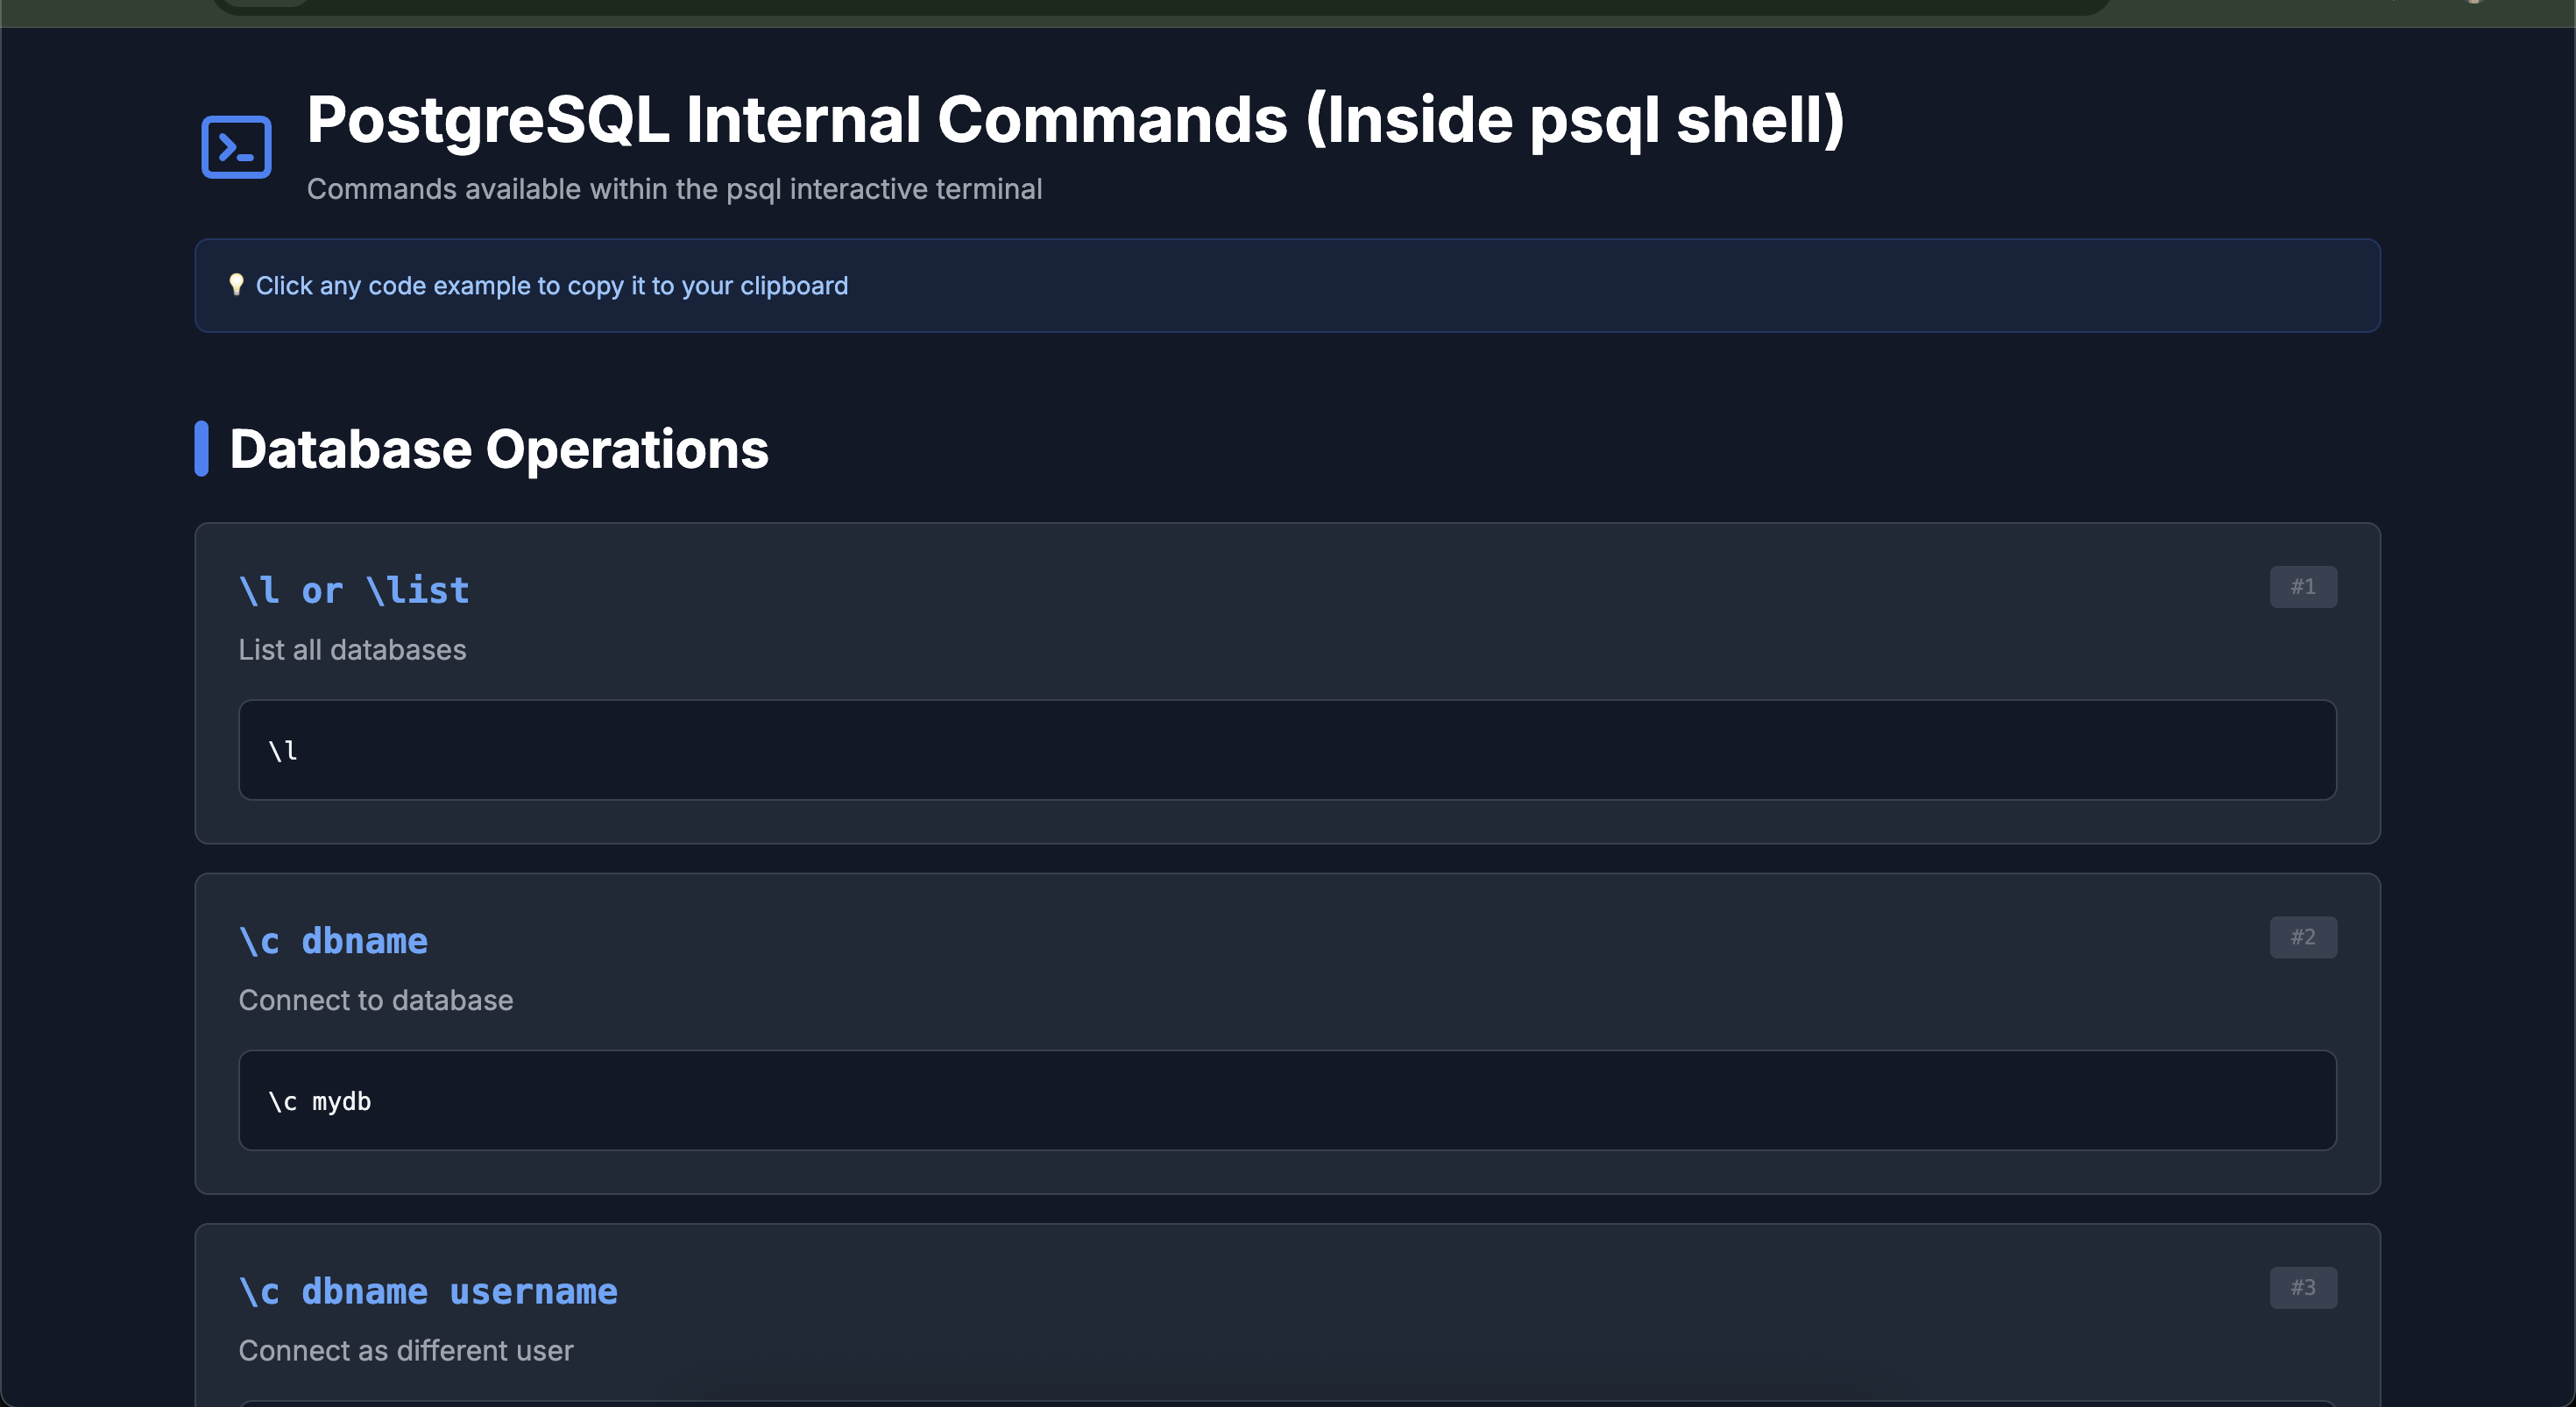 PostgreSQL Internal Commands (Inside psql shell)
Commands available within the psql interactive terminal
💡 Click any code example to copy it to your clipboard
Database Operations
\l or \list
#1
List all databases
\l
\c dbname
#2
Connect to database
\c mydb
\c dbname username
#3
Connect as different user